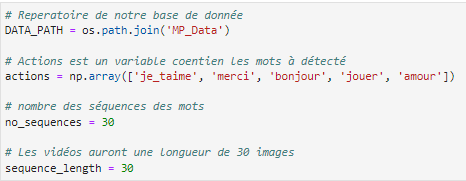 # Reperatoire de notre base de donnée
DATA_PATH = os.path.join('MP_Data')
# Actions est un variable coentien les mots à détecté
actions = np.array(['je_taime', 'merci', 'bonjour', 'jouer', 'amour'])
# nombre des séquences des mots
no_sequences = 30
# Les vidéos auront une longueur de 30 images
sequence_length = 30